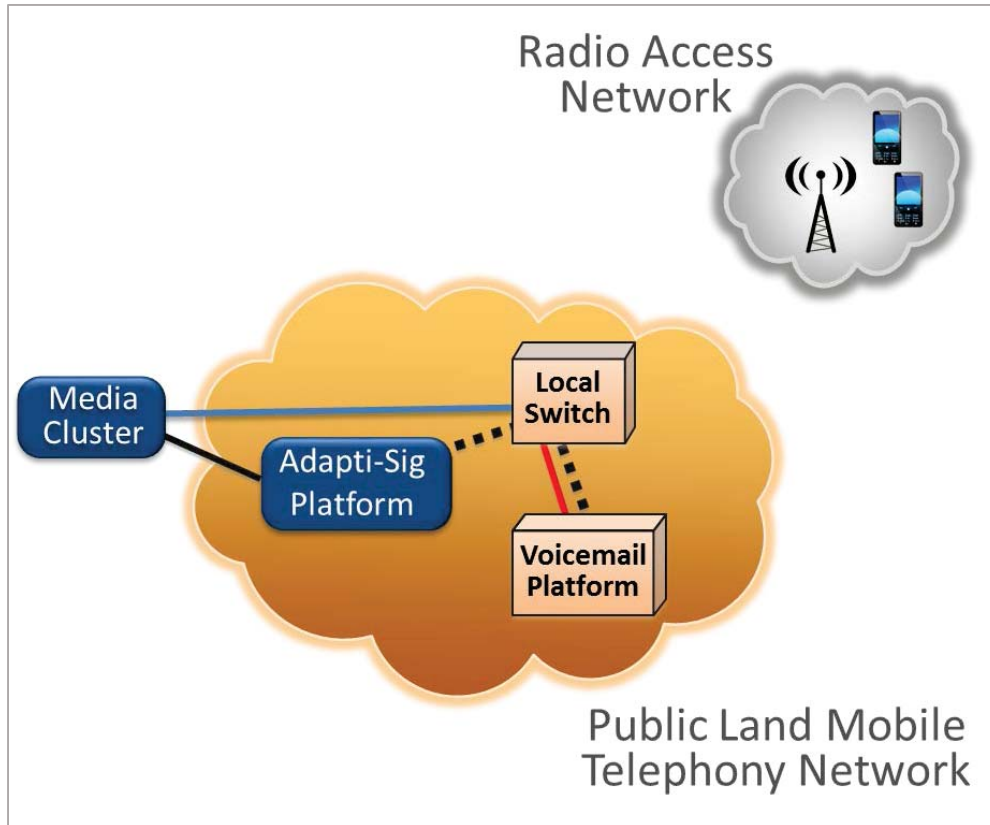 Radio Access
Network
Local
Switch
Media
Cluster
Adapti-Sig
Platform
Voicemail
Platform
Public Land Mobile
Telephony Network